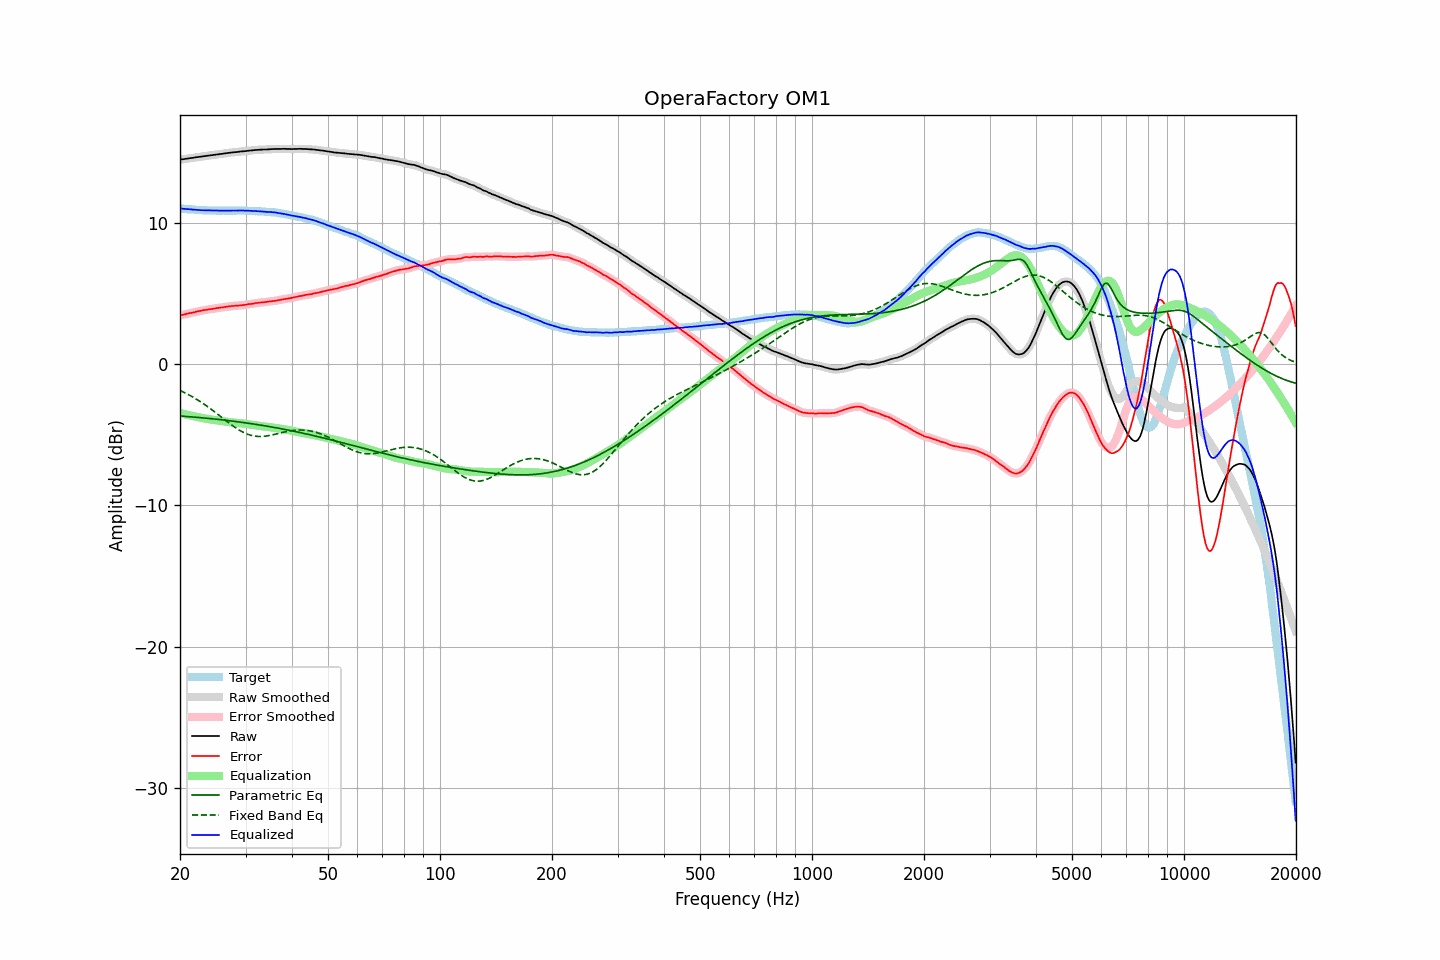 OperaFactory OM1
Amplitude (dBr)
10
0
−10
−20
−30
Target
Raw Smoothed
Error Smoothed
Raw
Error
Equalization
Parametric Eq
Fixed Band Eq
Equalized
20 50 100 200 500 1000 2000 5000 10000 20000
Frequency (Hz)